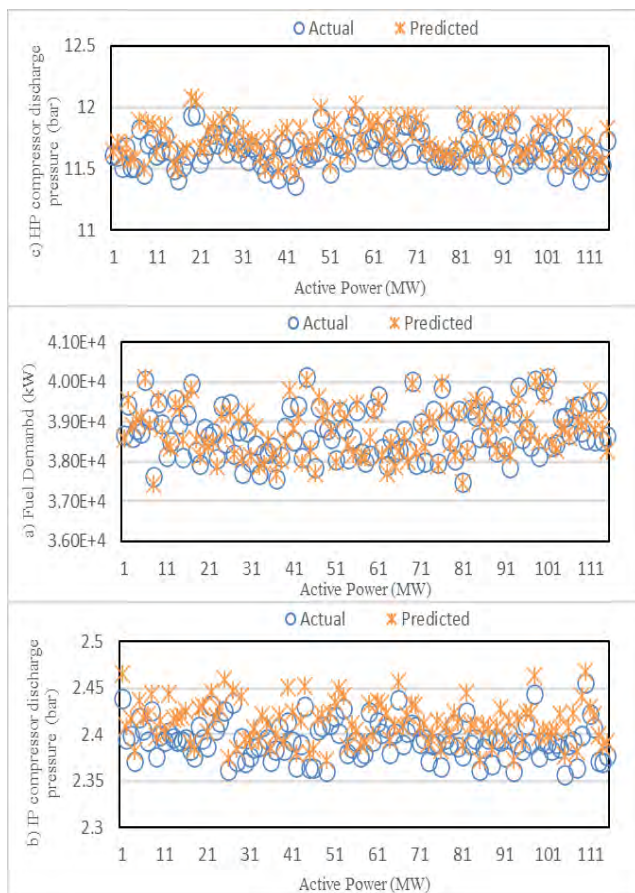 Actual Predicted
12.5
12
11.5
11
c) HP compressor discharge
pressure (bar)
1 11 21 31 41 51 61 71 81 91 101 111
Active Power (MW)
Actual Predicted
4.10E+4
4.00E+4
3.90E+4
3.80E+4
3.70E+4
3.60E+4
a) Fuel Demanbd (kW)
1 11 21 31 41 51 61 71 81 91 101 111
Active Power (MW)
Actual Predicted
2.5
2.45
2.4
2.35
2.3
b) IP compressor discharge
pressure (bar)
1 11 21 31 41 51 61 71 81 91 101 111
Active Power (MW)